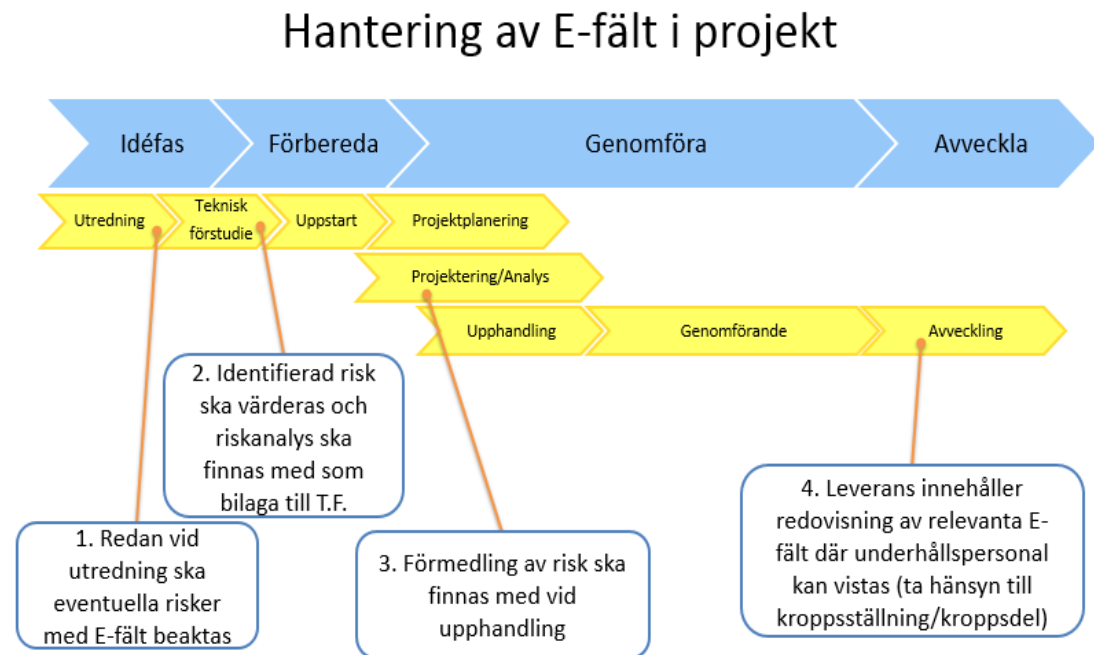 Hantering av E-fält i projekt
Idéfas
Förbereda
Genomföra
Avveckla
Utredning
Teknisk
förstudie
Uppstart
Projektplanering
Projektering/Analys
Upphandling
Genomförande
Avveckling
1. Redan vid
utredning ska
eventuella risker
med E-fält beaktas
2. Identifierad risk
ska värderas och
riskanalys ska
finnas med som
bilaga till T.F.
3. Förmedling av risk ska
finnas med vid
upphandling
4. Leverans innehåller
redovisning av relevanta E-
fält där underhållspersonal
kan vistas (ta hänsyn till
kroppsställning/kroppsdel)